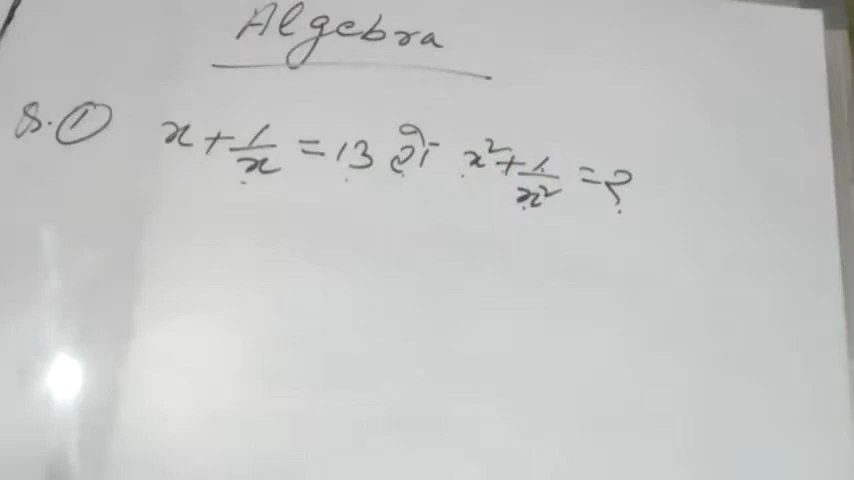 Algebra
Q. ① x + 1/x = 13 तो x² + 1/x² = ?